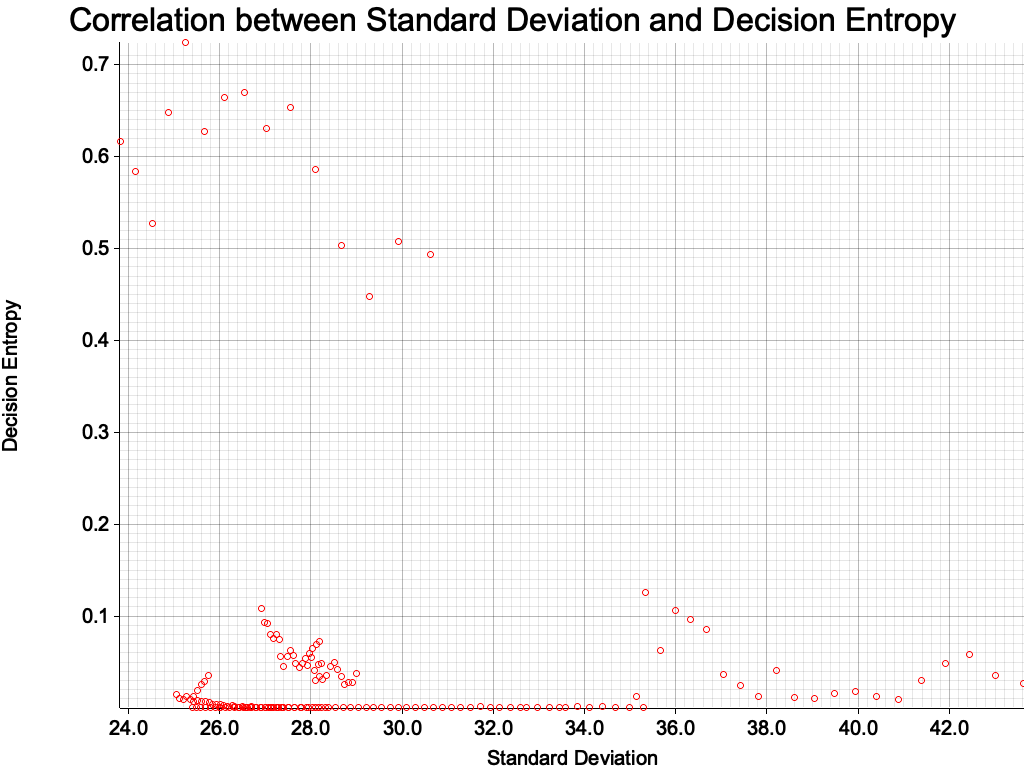 Correlation between Standard Deviation and Decision Entropy
0.7
0.6
0.5
0.4
0.3
0.2
0.1
Decision Entropy
24.0 26.0 28.0 30.0 32.0 34.0 36.0 38.0 40.0 42.0
Standard Deviation